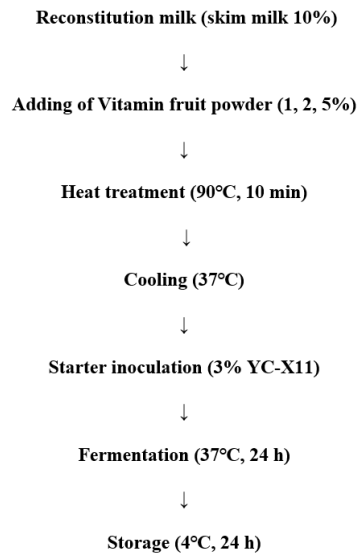 Reconstitution milk (skim milk 10%)
↓
Adding of Vitamin fruit powder (1, 2, 5%)
↓
Heat treatment (90℃, 10 min)
↓
Cooling (37℃)
↓
Starter inoculation (3% YC-X11)
↓
Fermentation (37℃, 24 h)
↓
Storage (4℃, 24 h)